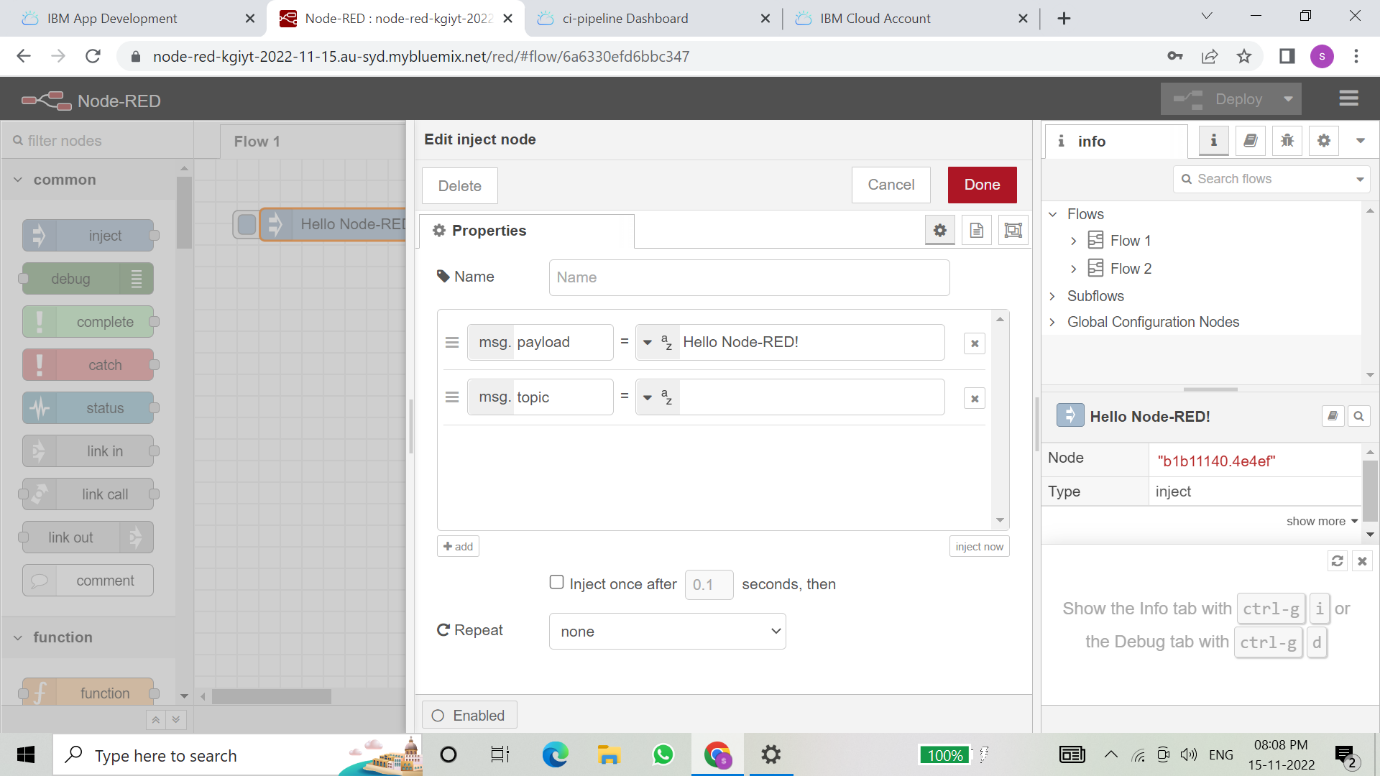 IBM App Development
Node-RED : node-red-kgiyt-2022
ci-pipeline Dashboard
IBM Cloud Account
node-red-kgiyt-2022-11-15.au-syd.mybluemix.net/red/#flow/6a6330efd6bbc347
s
Node-RED
Deploy
filter nodes
common
inject
debug
complete
catch
status
link in
link call
link out
comment
function
function
Flow 1
Hello Node-RED
Edit inject node
Delete
Cancel
Done
Properties
Name
Name
msg. payload = Hello Node-RED!
msg. topic =
add
inject now
Inject once after 0.1 seconds, then
Repeat
none
Enabled
info
Search flows
Flows
Flow 1
Flow 2
Subflows
Global Configuration Nodes
Hello Node-RED!
Node "b1b11140.4e4ef"
Type inject
show more
Show the Info tab with ctrl-g i or
the Debug tab with ctrl-g d
Type here to search
100%
ENG
08:08 PM
15-11-2022
2